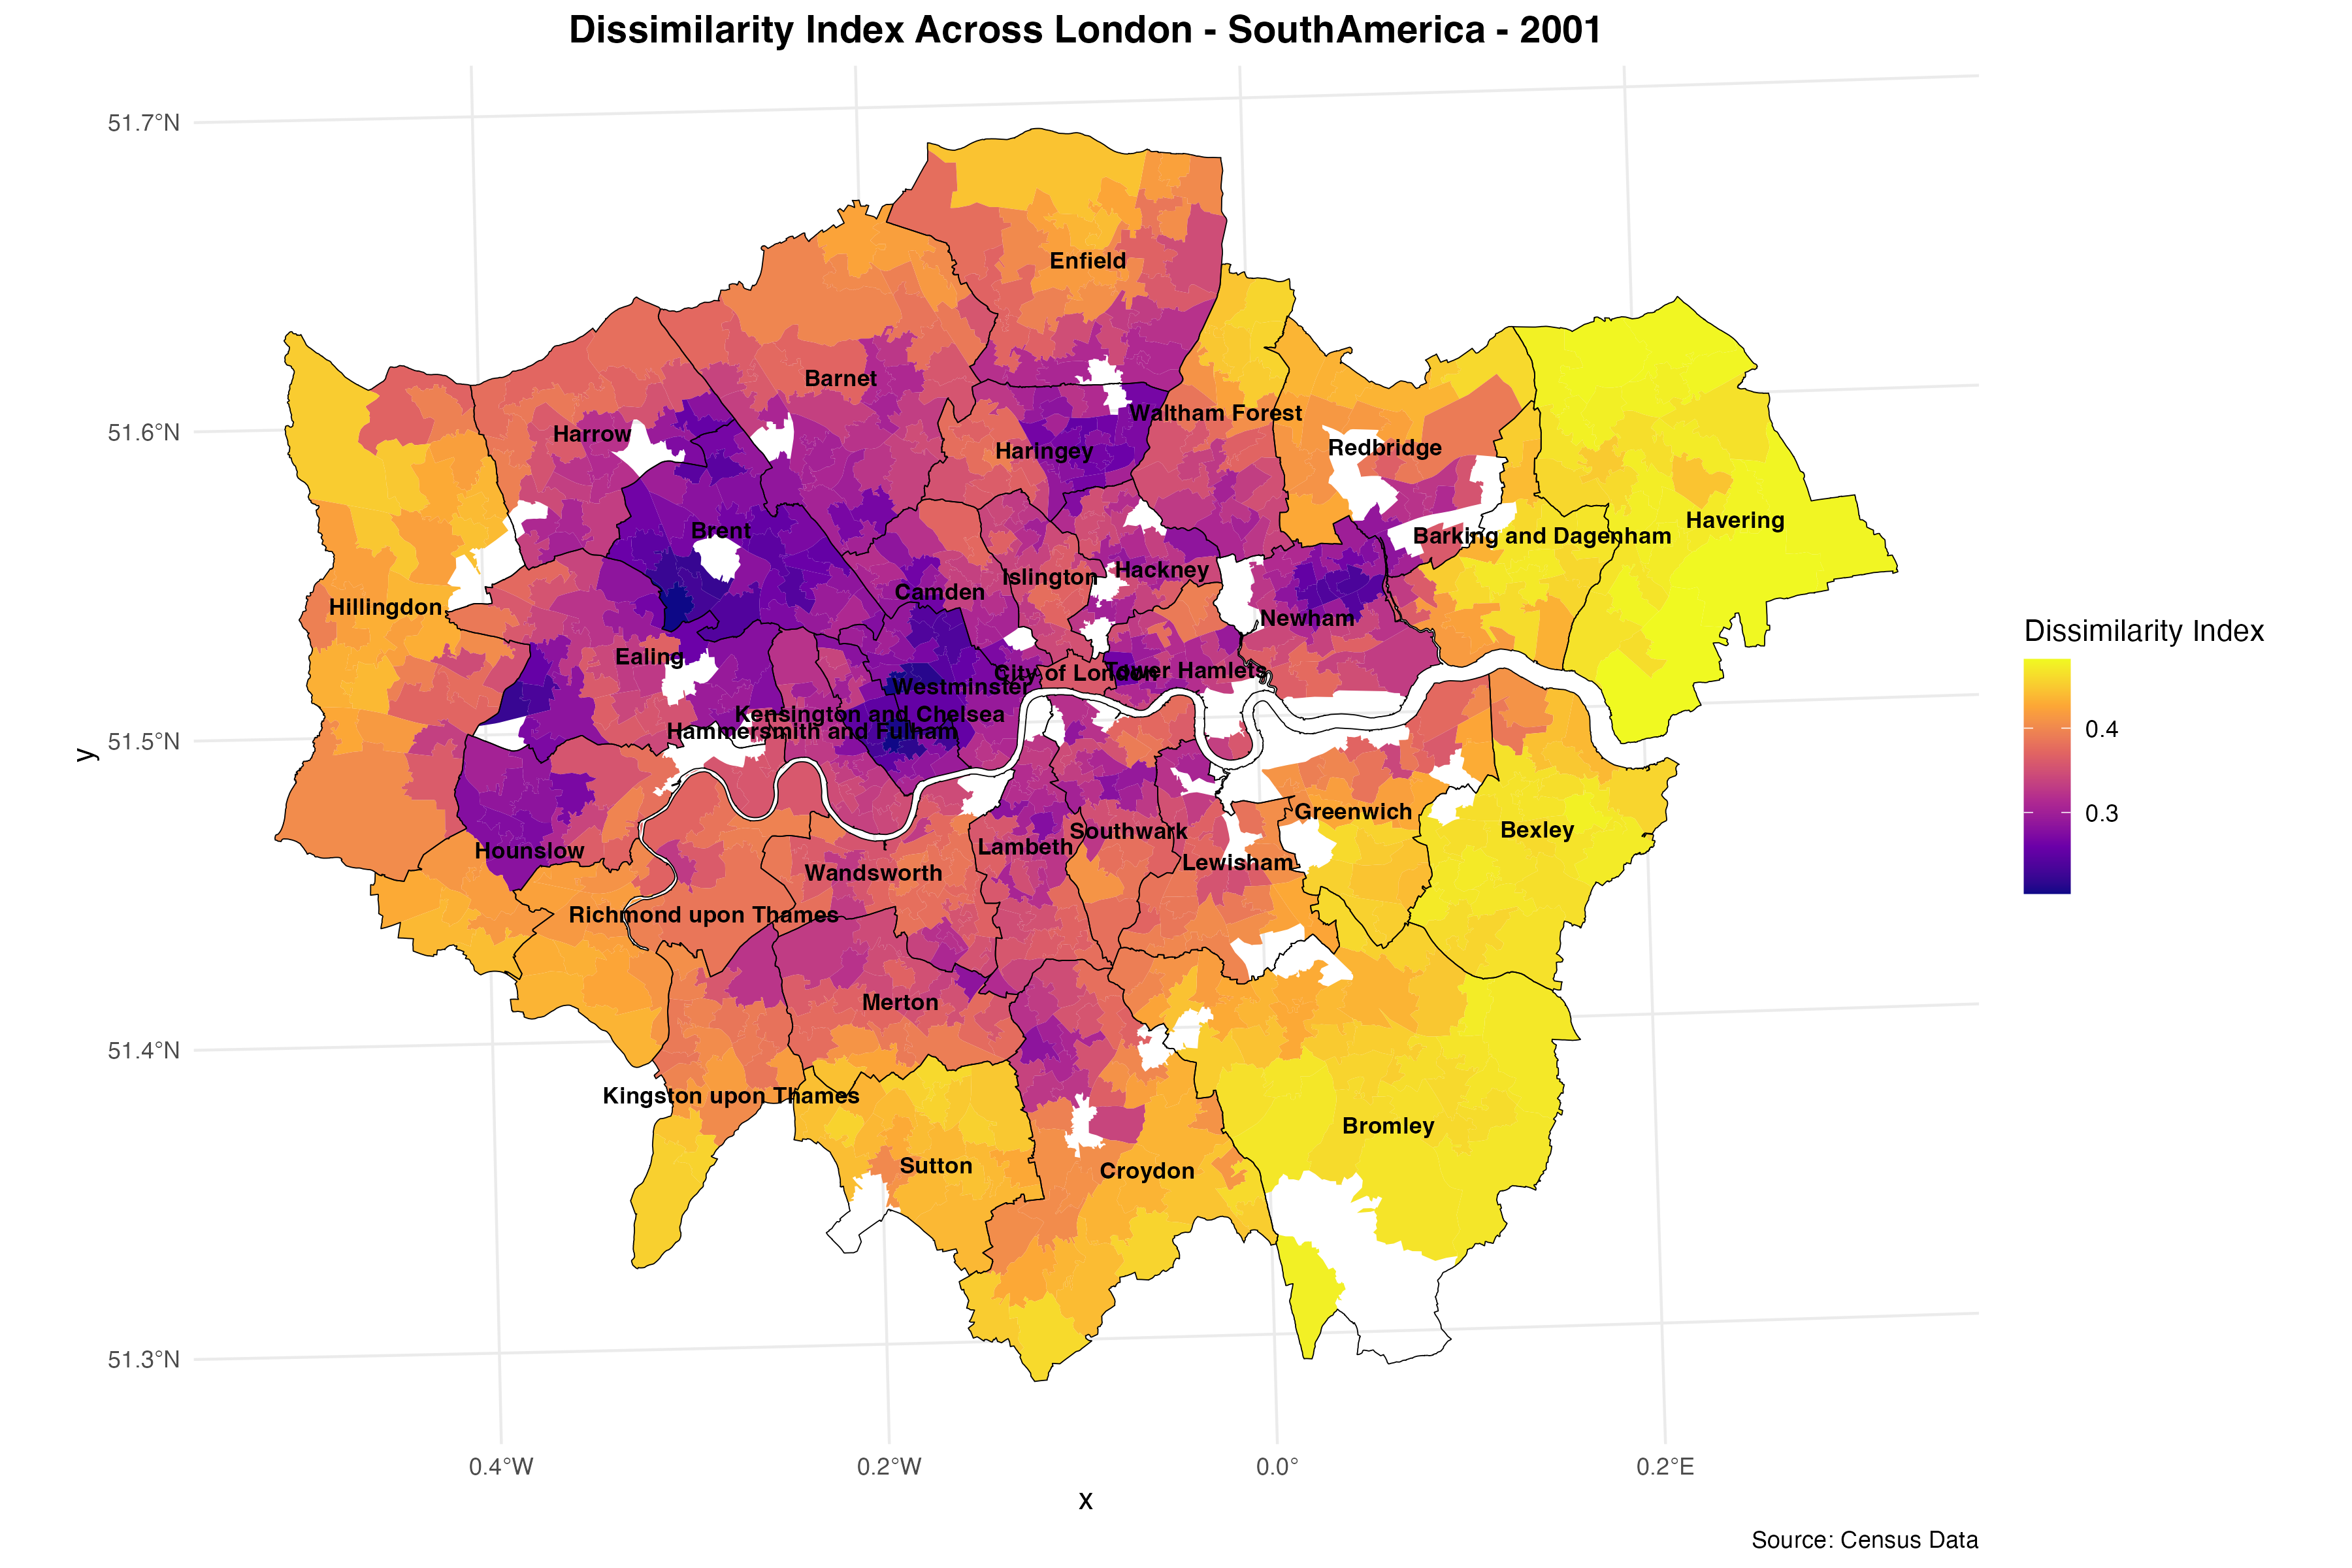 Dissimilarity Index Across London - SouthAmerica - 2001
51.7°N
51.6°N
51.5°N
51.4°N
51.3°N
y
Enfield
Barnet
Harrow
Waltham Forest
Haringey
Redbridge
Havering
Brent
Barking and Dagenham
Hackney
Islington
Camden
Hillingdon
Newham
Ealing
City of London
Tower Hamlets
Westminster
Kensington and Chelsea
Hammersmith and Fulham
Greenwich
Bexley
Southwark
Lambeth
Hounslow
Lewisham
Wandsworth
Richmond upon Thames
Merton
Kingston upon Thames
Bromley
Sutton
Croydon
Dissimilarity Index
0.4
0.3
0.4°W
0.2°W
0.0°
0.2°E
x
Source: Census Data